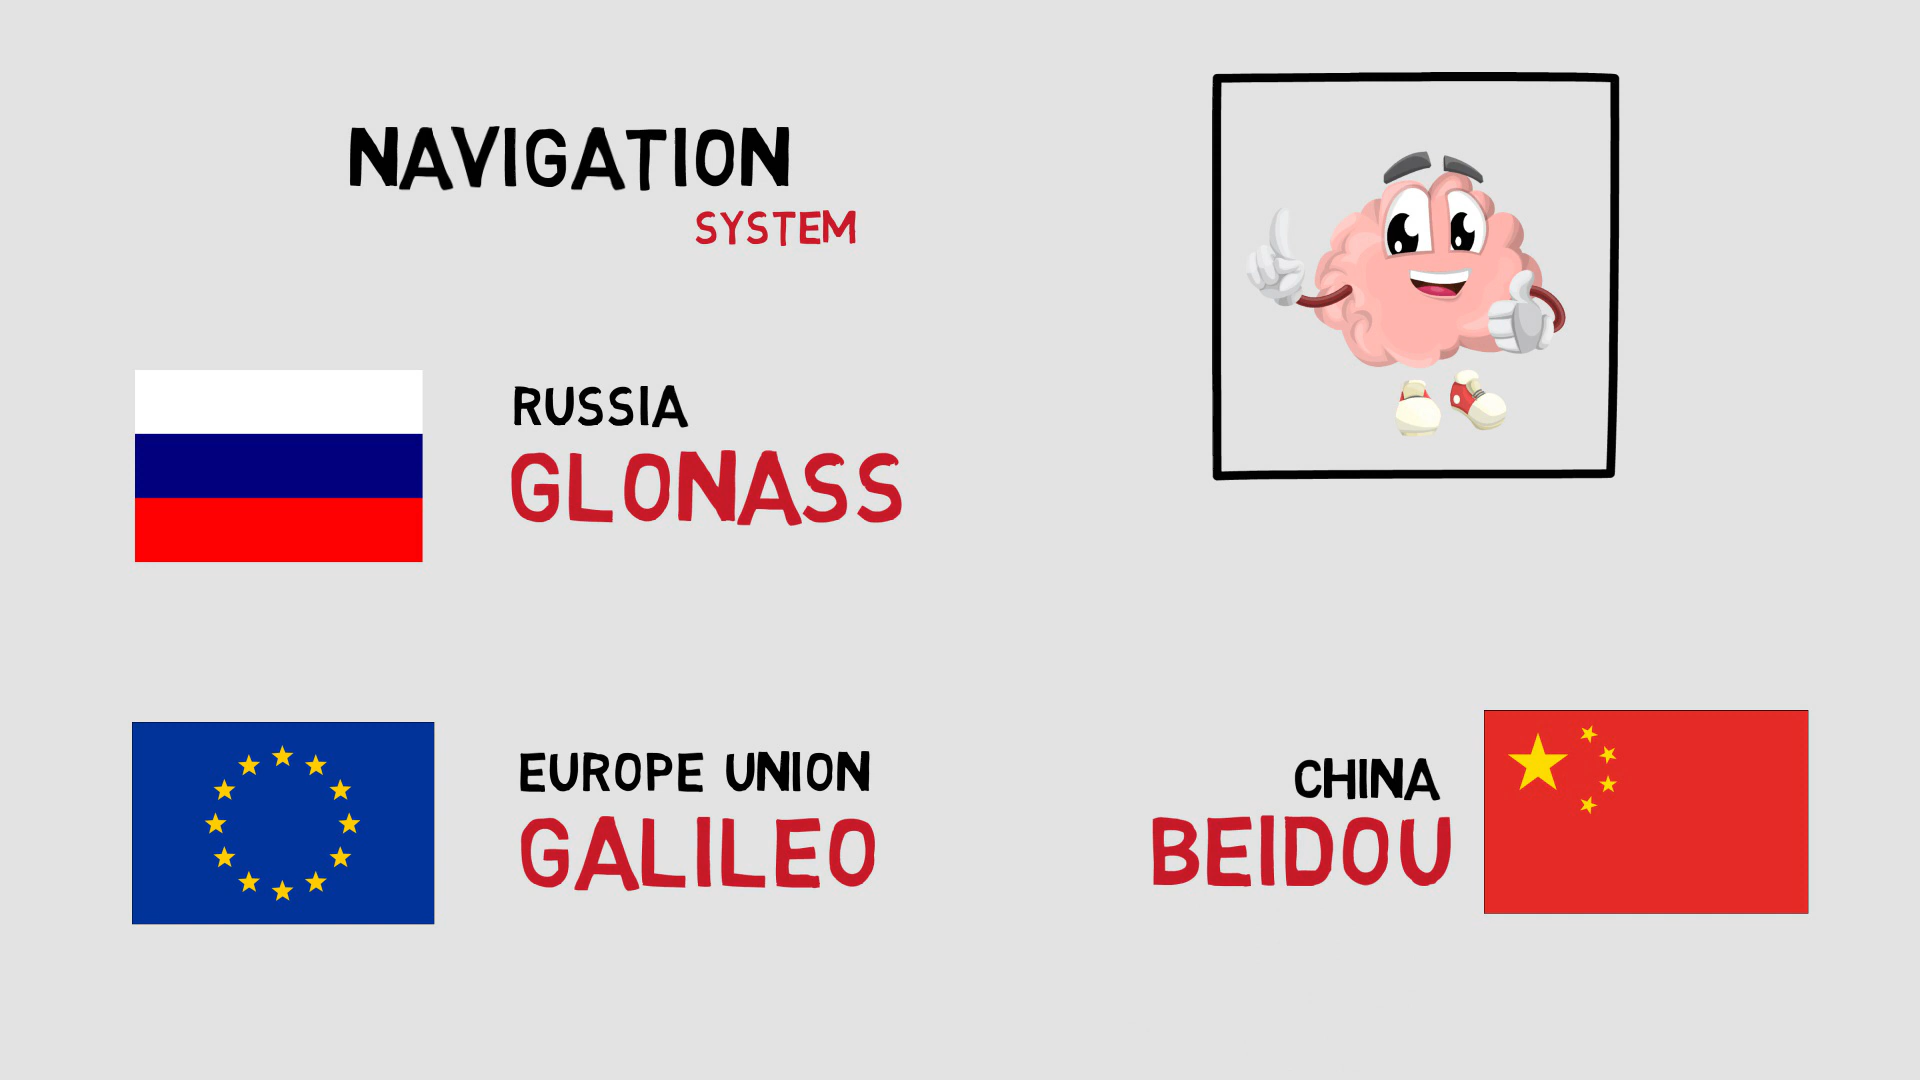 NAVIGATION
SYSTEM
RUSSIA
GLONASS
EUROPE UNION
GALILEO
CHINA
BEIDOU